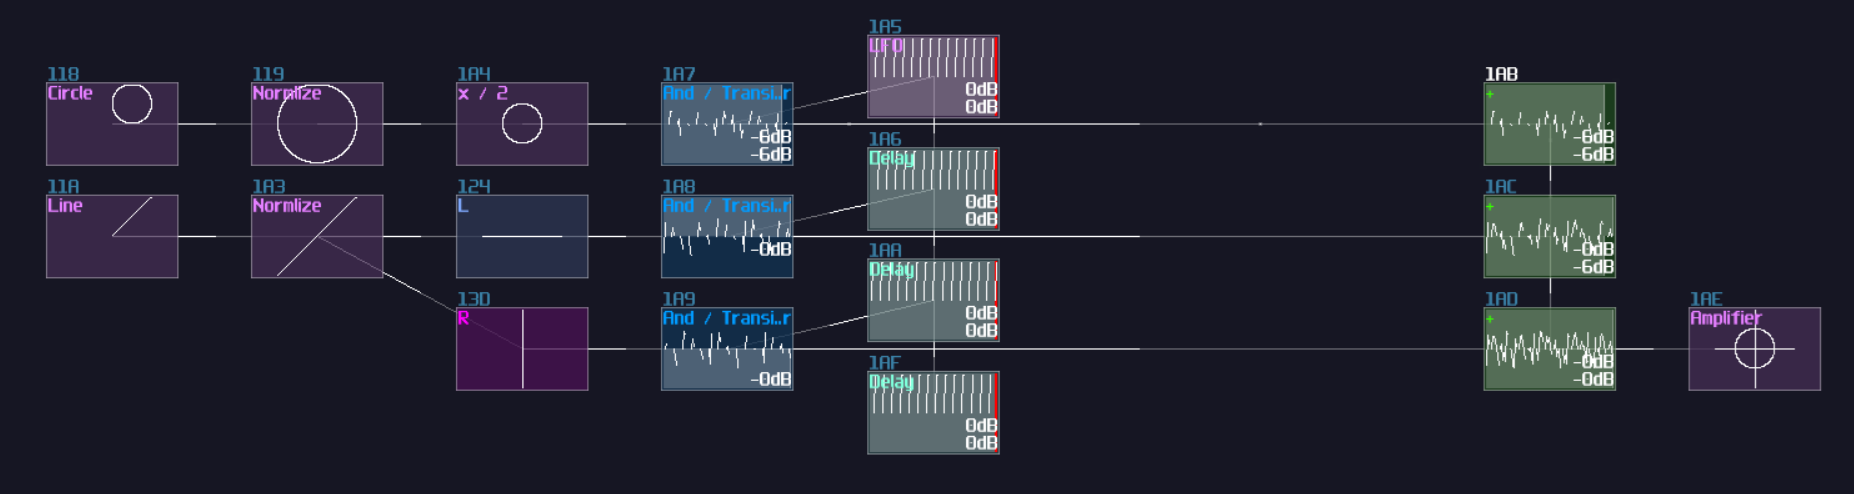 1A5
LFO
0dB
0dB
118
Circle
119
Normlize
1A4
x / 2
1A7
And / Transi..r
-6dB
-6dB
1AB
+
-6dB
-6dB
1A6
Delay
0dB
0dB
11A
Line
1A3
Normlize
124
L
1A8
And / Transi..r
-0dB
1AC
+
-0dB
-6dB
1AA
Delay
0dB
0dB
13D
R
1A9
And / Transi..r
-0dB
1AD
+
-0dB
-0dB
1AE
Amplifier
1AF
Delay
0dB
0dB